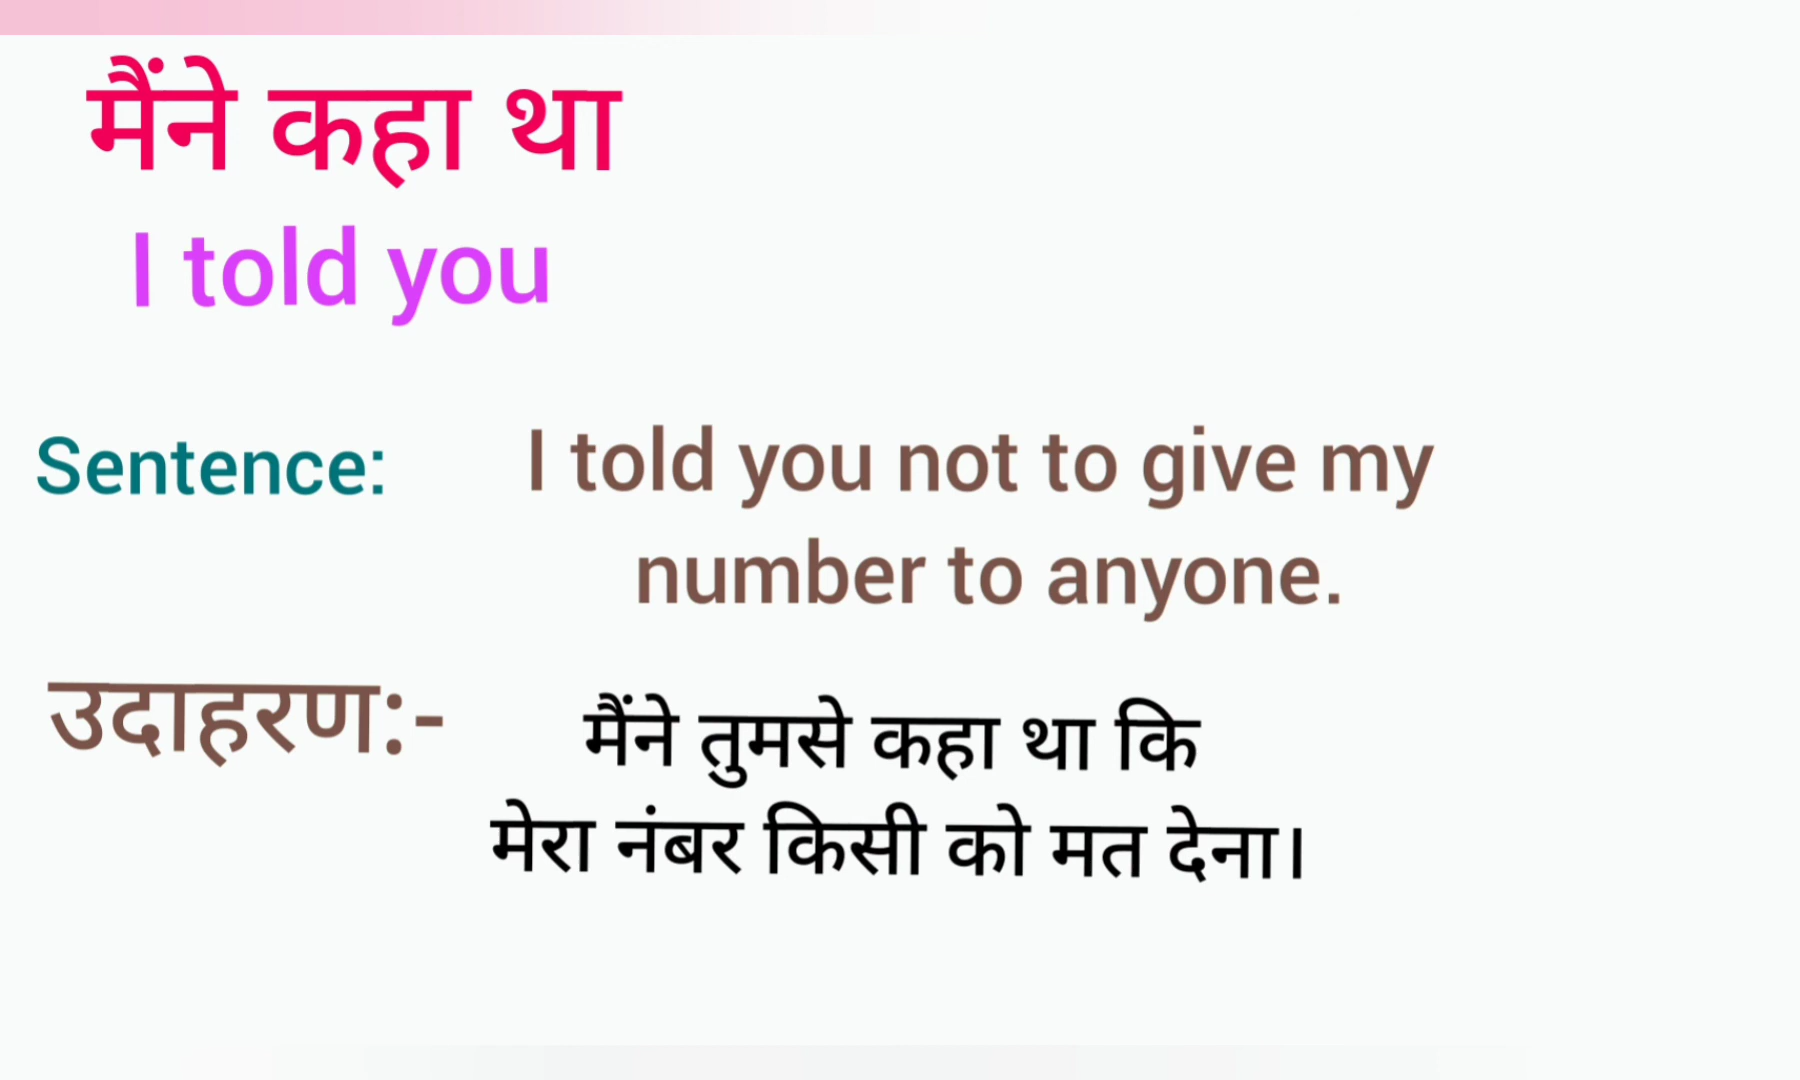 मैंने कहा था
I told you
Sentence: I told you not to give my
number to anyone.
उदाहरण:- मैंने तुमसे कहा था कि
मेरा नंबर किसी को मत देना।